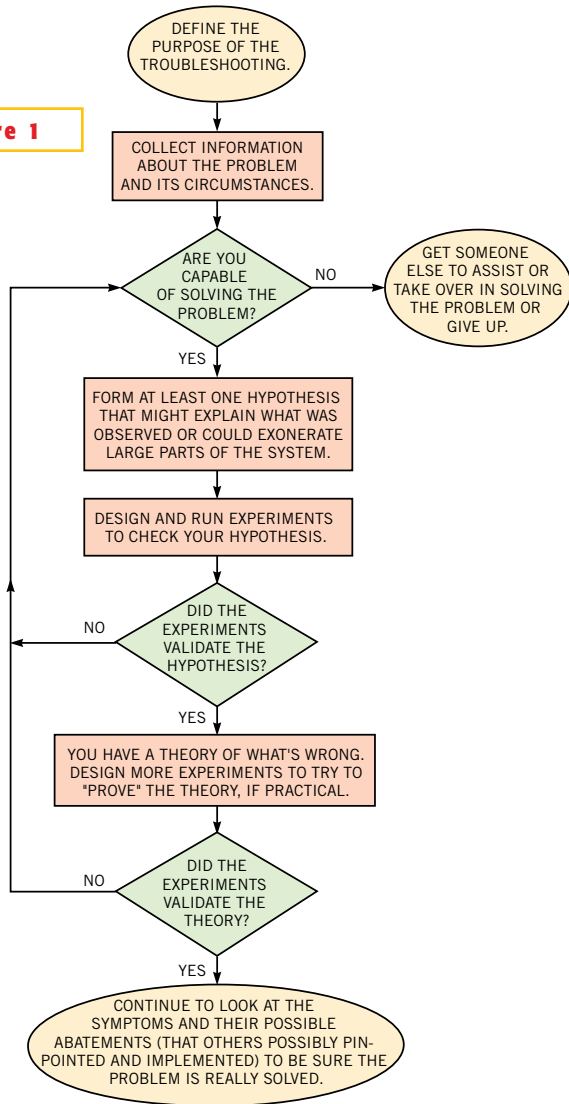 DEFINE THE
PURPOSE OF THE
TROUBLESHOOTING.
re 1
COLLECT INFORMATION
ABOUT THE PROBLEM
AND ITS CIRCUMSTANCES.
ARE YOU
CAPABLE
OF SOLVING THE
PROBLEM?
NO
GET SOMEONE
ELSE TO ASSIST OR
TAKE OVER IN SOLVING
THE PROBLEM OR
GIVE UP.
YES
FORM AT LEAST ONE HYPOTHESIS
THAT MIGHT EXPLAIN WHAT WAS
OBSERVED OR COULD EXONERATE
LARGE PARTS OF THE SYSTEM.
DESIGN AND RUN EXPERIMENTS
TO CHECK YOUR HYPOTHESIS.
DID THE
EXPERIMENTS
VALIDATE THE
HYPOTHESIS?
NO
YES
YOU HAVE A THEORY OF WHAT'S WRONG.
DESIGN MORE EXPERIMENTS TO TRY TO
"PROVE" THE THEORY, IF PRACTICAL.
DID THE
EXPERIMENTS
VALIDATE THE
THEORY?
NO
YES
CONTINUE TO LOOK AT THE
SYMPTOMS AND THEIR POSSIBLE
ABATEMENTS (THAT OTHERS POSSIBLY PIN-
POINTED AND IMPLEMENTED) TO BE SURE THE
PROBLEM IS REALLY SOLVED.